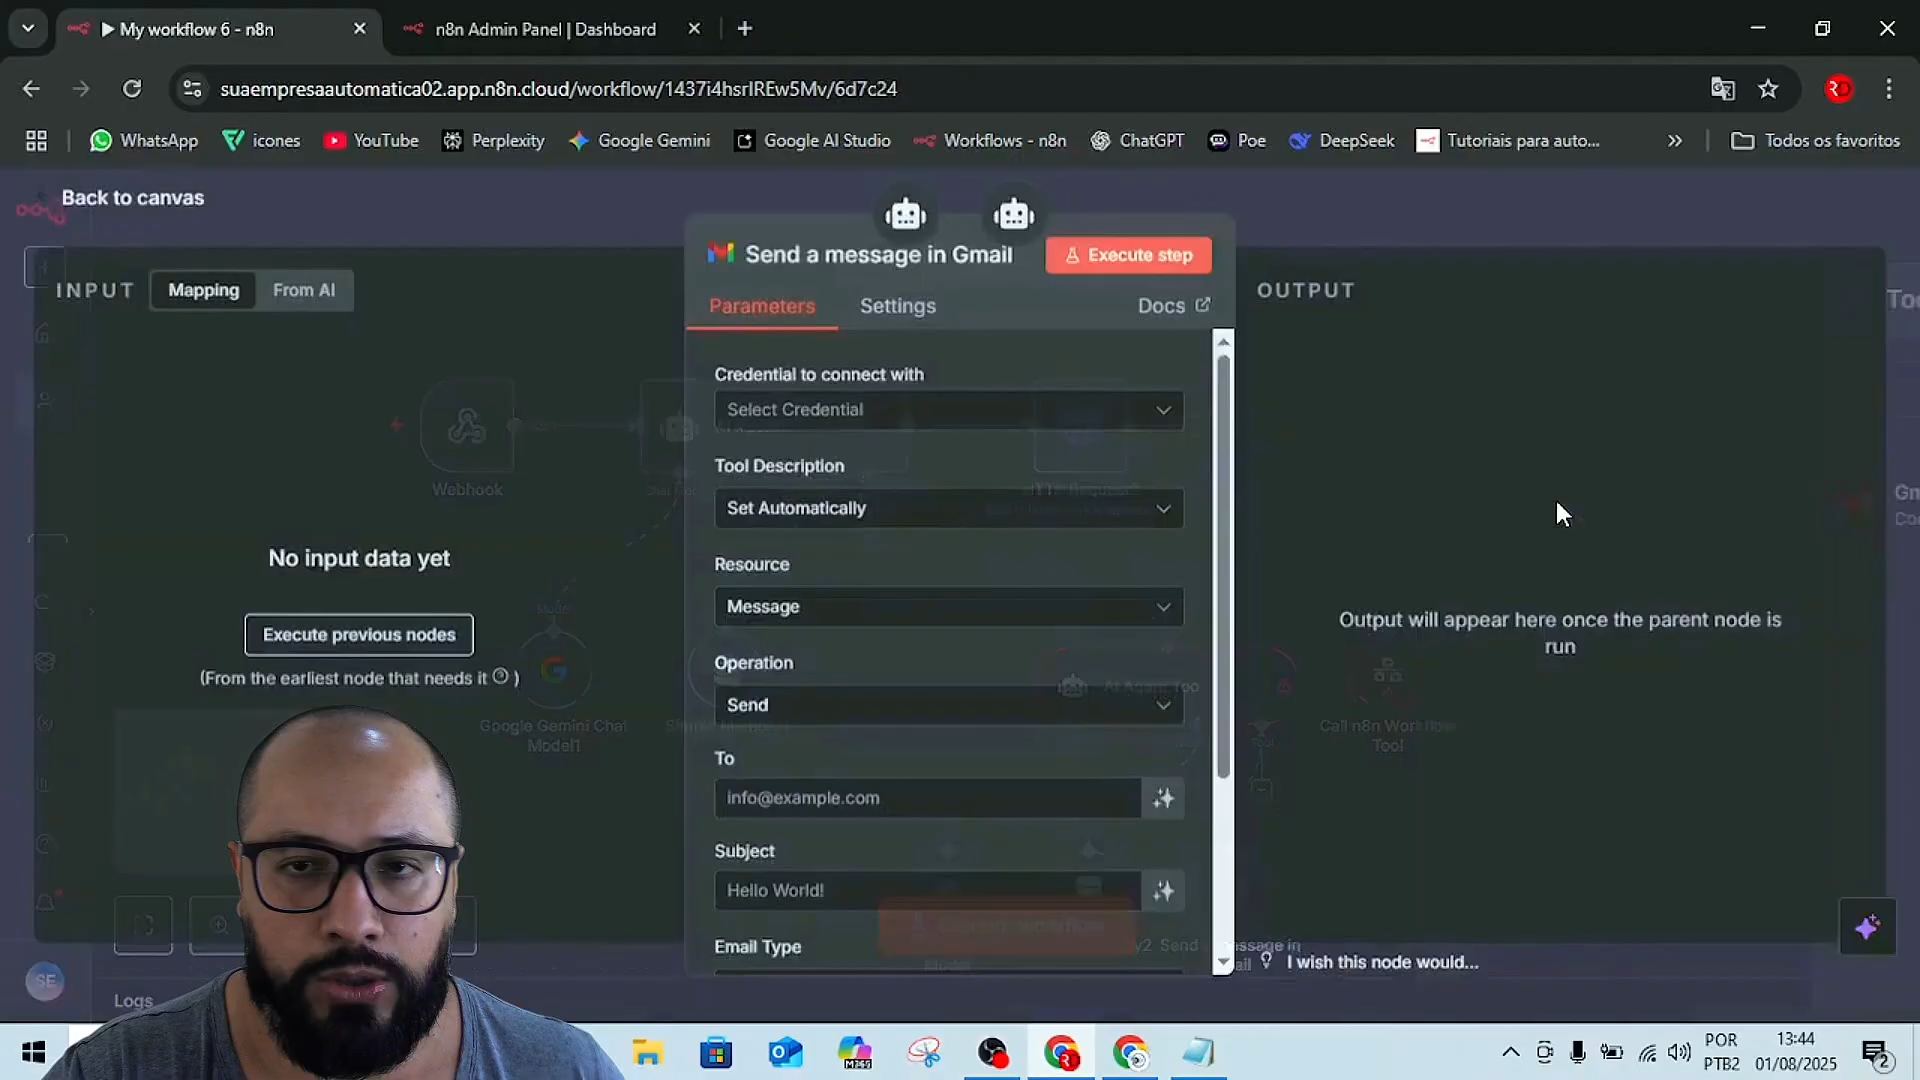 My workflow 6 - n8n
n8n Admin Panel | Dashboard
suaempresaautomatica02.app.n8n.cloud/workflow/1437i4hsrlREw5Mv/6d7c24
WhatsApp
icones
YouTube
Perplexity
Google Gemini
Google AI Studio
Workflows - n8n
ChatGPT
Poe
DeepSeek
Tutoriais para auto...
Todos os favoritos
Back to canvas
Send a message in Gmail
Execute step
INPUT
Mapping
From AI
Parameters
Settings
Docs
OUTPUT
Credential to connect with
Select Credential
Tool Description
Set Automatically
Webhook
Resource
No input data yet
Message
Execute previous nodes
Output will appear here once the parent node is
run
(From the earliest node that needs it )
Operation
Send
Google Gemini Chat
Model1
Call n8n Workflow
Tool
To
info@example.com
Subject
Hello World!
Email Type
I wish this node would...
SE
Logs
POR
PTB2
13:44
01/08/2025
2